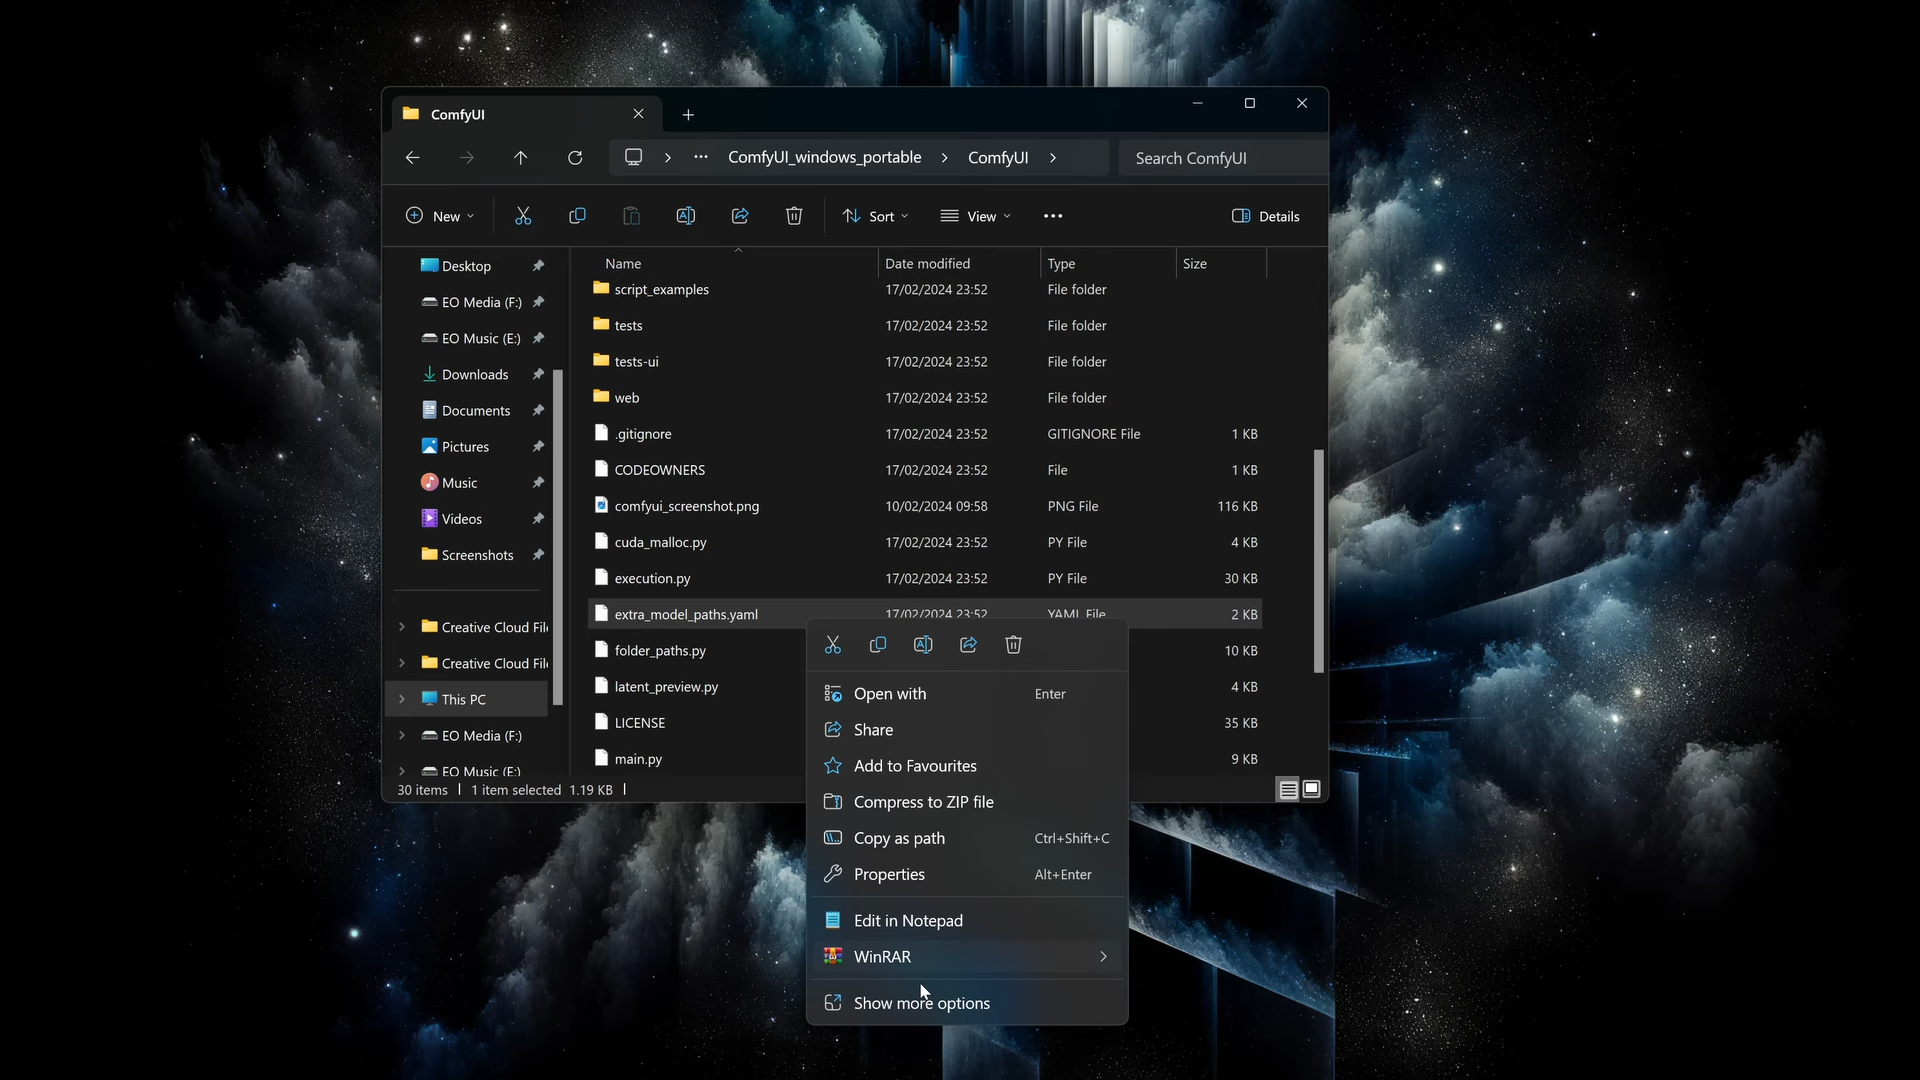 ComfyUI
ComfyUI_windows_portable
ComfyUI
Search ComfyUI
New
Sort
View
Details
Name
Date modified
Type
Size
Desktop
EO Media (F:)
EO Music (E:)
Downloads
Documents
Pictures
Music
Videos
Screenshots
Creative Cloud File
Creative Cloud File
This PC
EO Media (F:)
EO Music (E:)
script_examples 17/02/2024 23:52 File folder
tests 17/02/2024 23:52 File folder
tests-ui 17/02/2024 23:52 File folder
web 17/02/2024 23:52 File folder
.gitignore 17/02/2024 23:52 GITIGNORE File 1 KB
CODEOWNERS 17/02/2024 23:52 File 1 KB
comfyui_screenshot.png 10/02/2024 09:58 PNG File 116 KB
cuda_malloc.py 17/02/2024 23:52 PY File 4 KB
execution.py 17/02/2024 23:52 PY File 30 KB
extra_model_paths.yaml 17/02/2024 23:52 YAML File 2 KB
folder_paths.py 10 KB
latent_preview.py 4 KB
LICENSE 35 KB
main.py 9 KB
30 items 1 item selected 1.19 KB
Open with Enter
Share
Add to Favourites
Compress to ZIP file
Copy as path Ctrl+Shift+C
Properties Alt+Enter
Edit in Notepad
WinRAR
Show more options